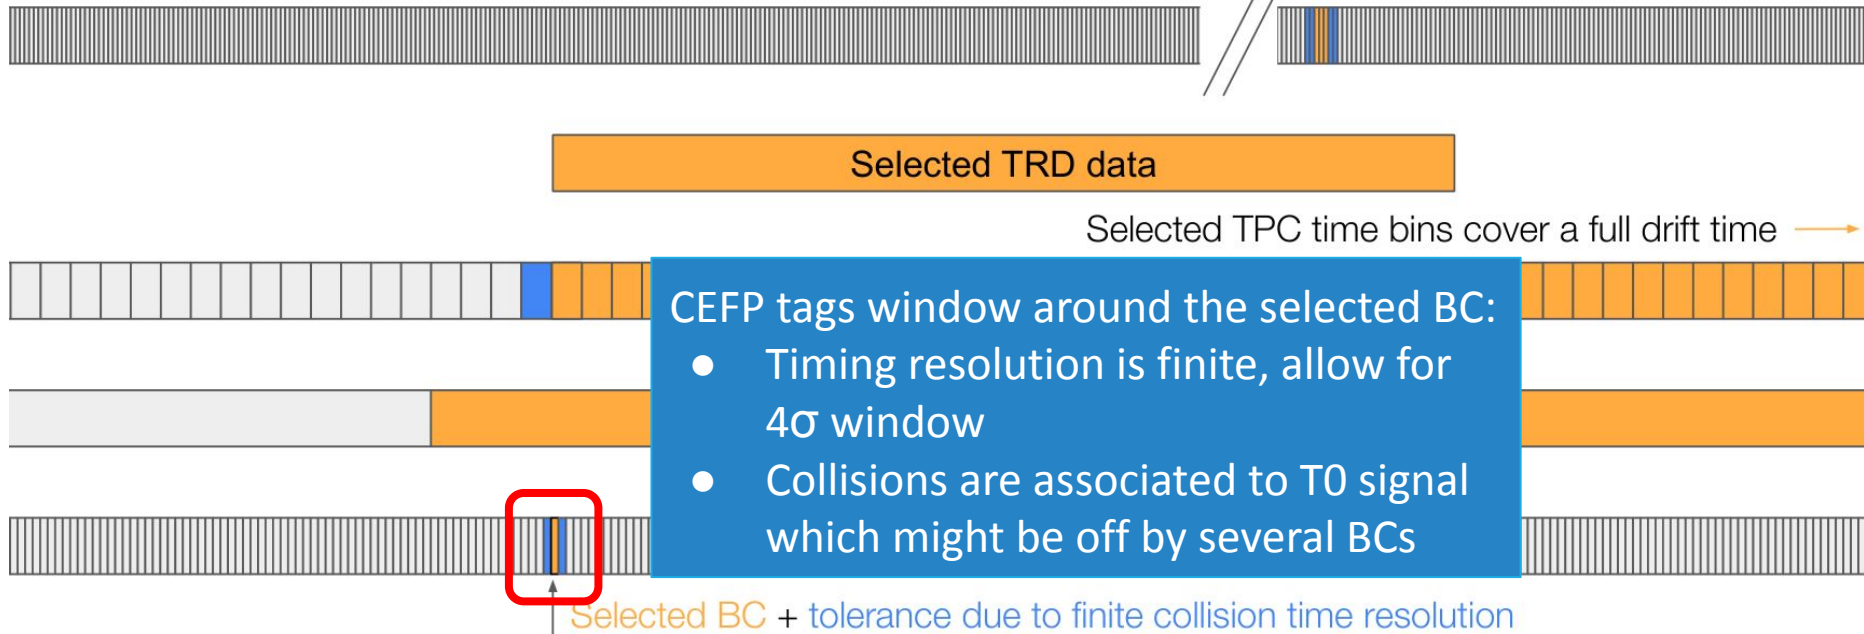 Selected TRD data
Selected TPC time bins cover a full drift time
CEFP tags window around the selected BC:
● Timing resolution is finite, allow for
4σ window
● Collisions are associated to T0 signal
which might be off by several BCs
Selected BC + tolerance due to finite collision time resolution